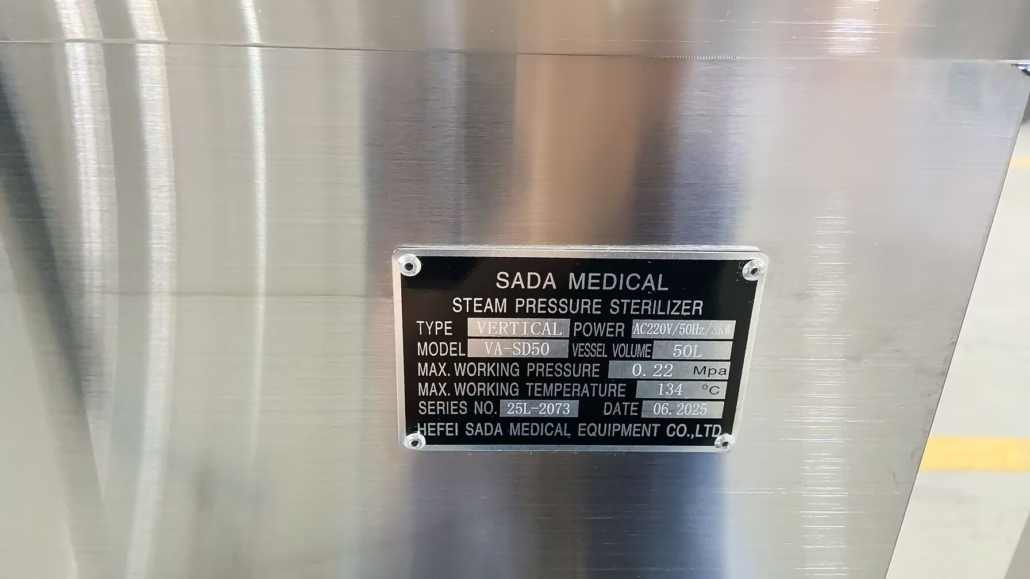 SADA MEDICAL
STEAM PRESSURE STERILIZER
TYPE VERTICAL POWER AC220V/50Hz/3KW
MODEL VA-SD50 VESSEL VOLUME 50L
MAX. WORKING PRESSURE 0.22 Mpa
MAX. WORKING TEMPERATURE 134 °C
SERIES NO. 25L-2073 DATE 06.2025
HEFEI SADA MEDICAL EQUIPMENT CO.,LTD